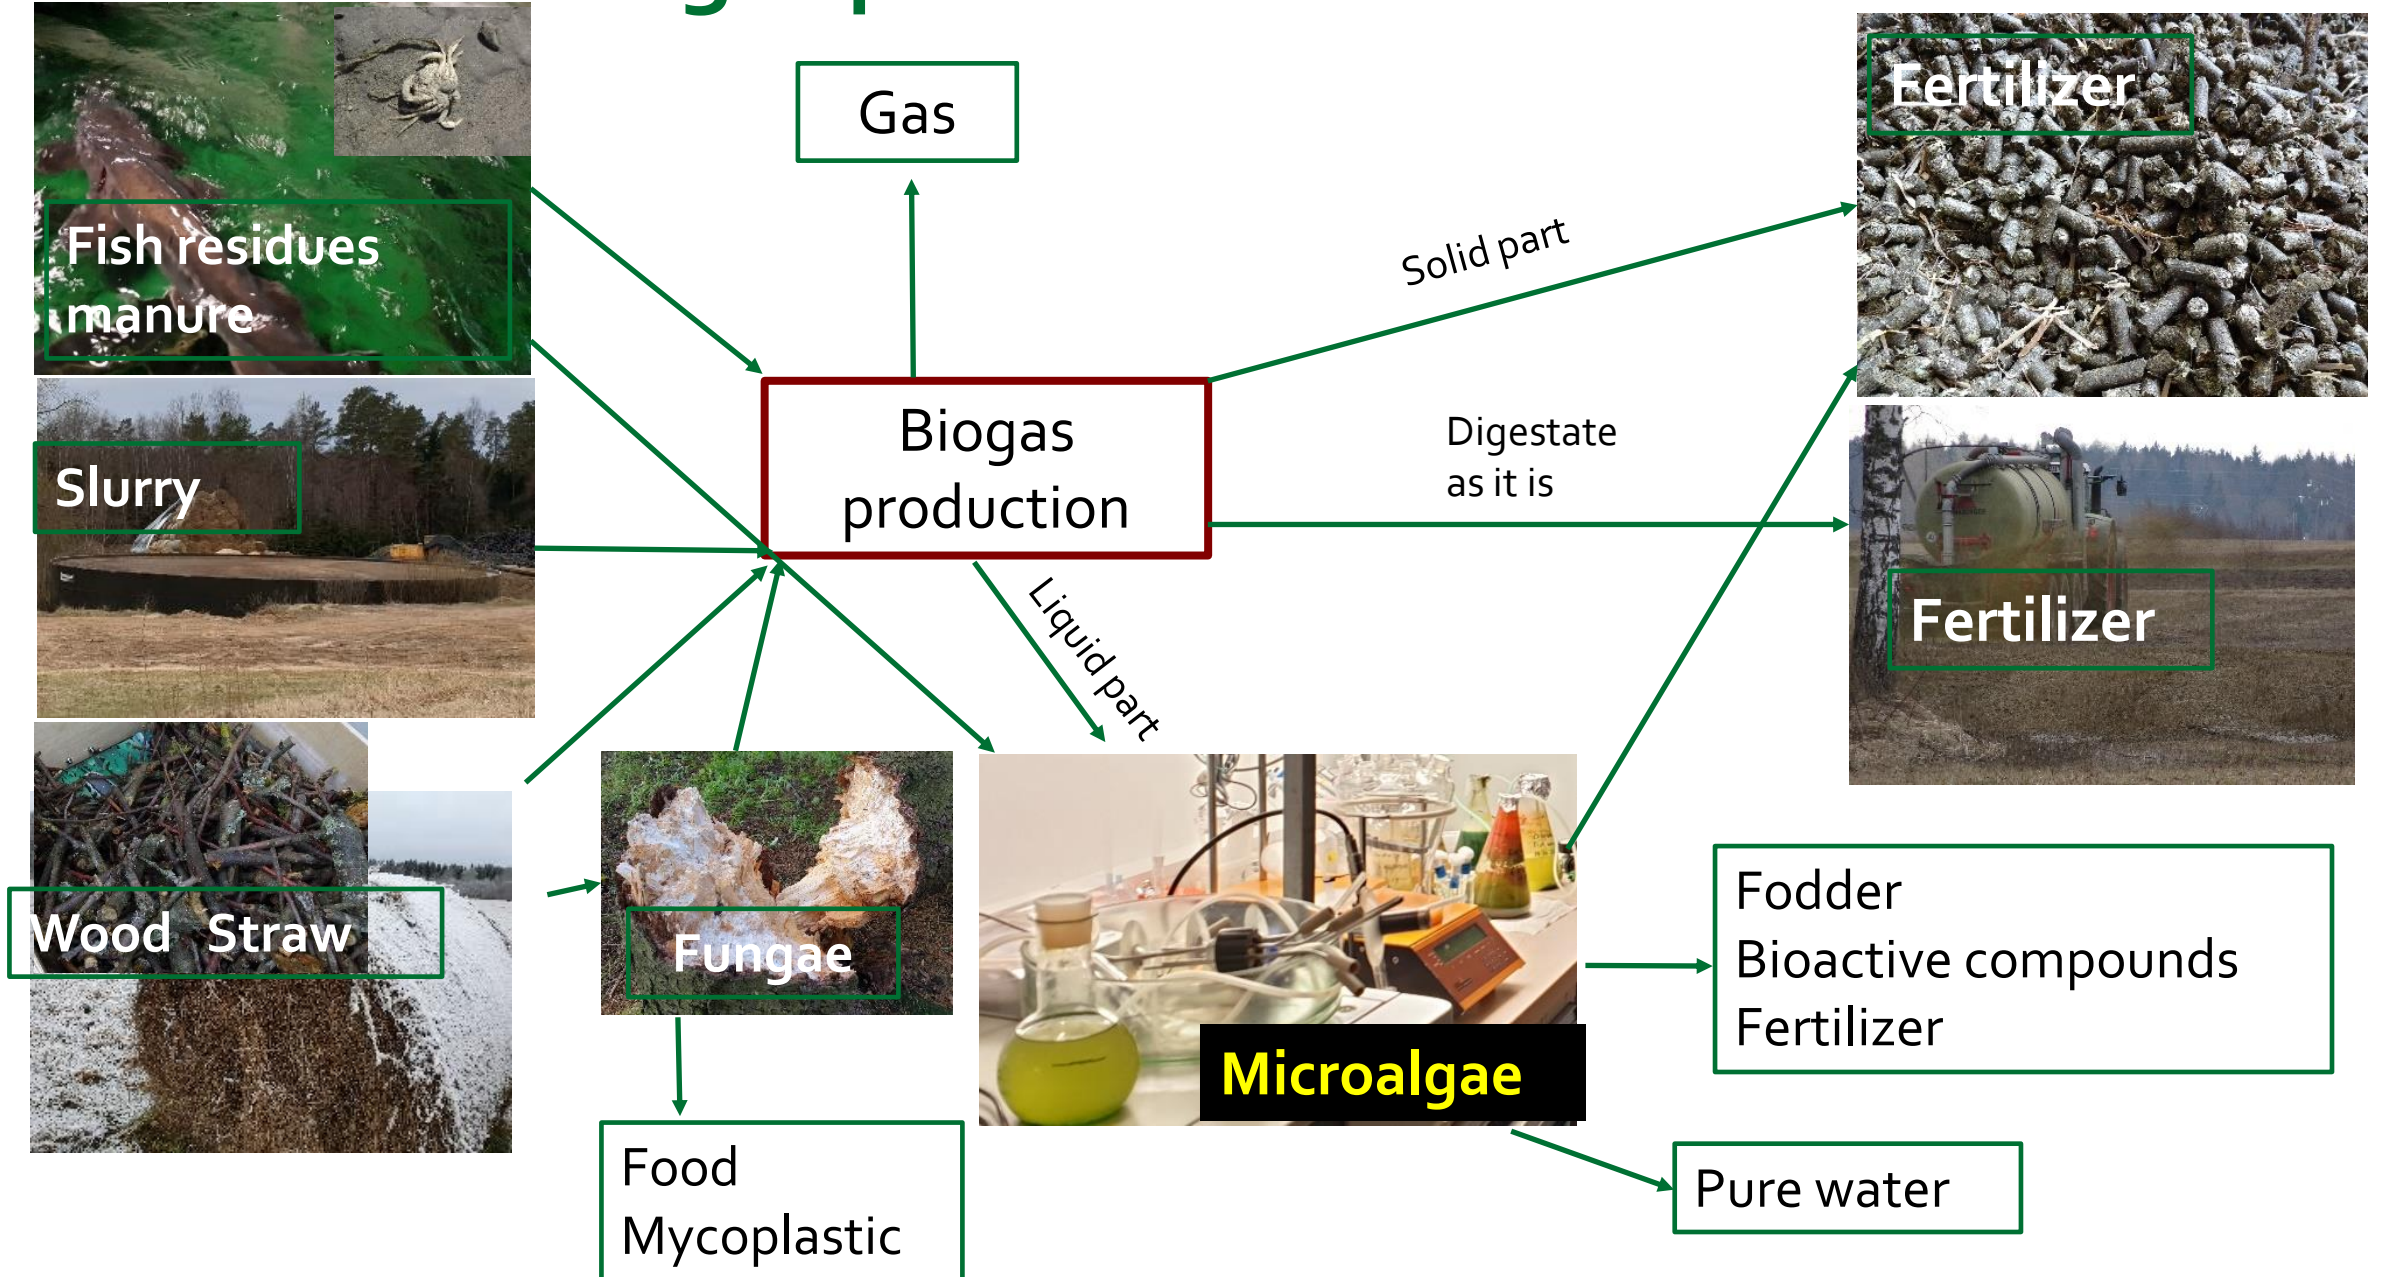 Gas
Fertilizer
Fish residues
manure
Solid part
Biogas
production
Digestate
as it is
Slurry
Fertilizer
Liquid part
Wood Straw
Fungae
Microalgae
Fodder
Bioactive compounds
Fertilizer
Food
Mycoplastic
Pure water